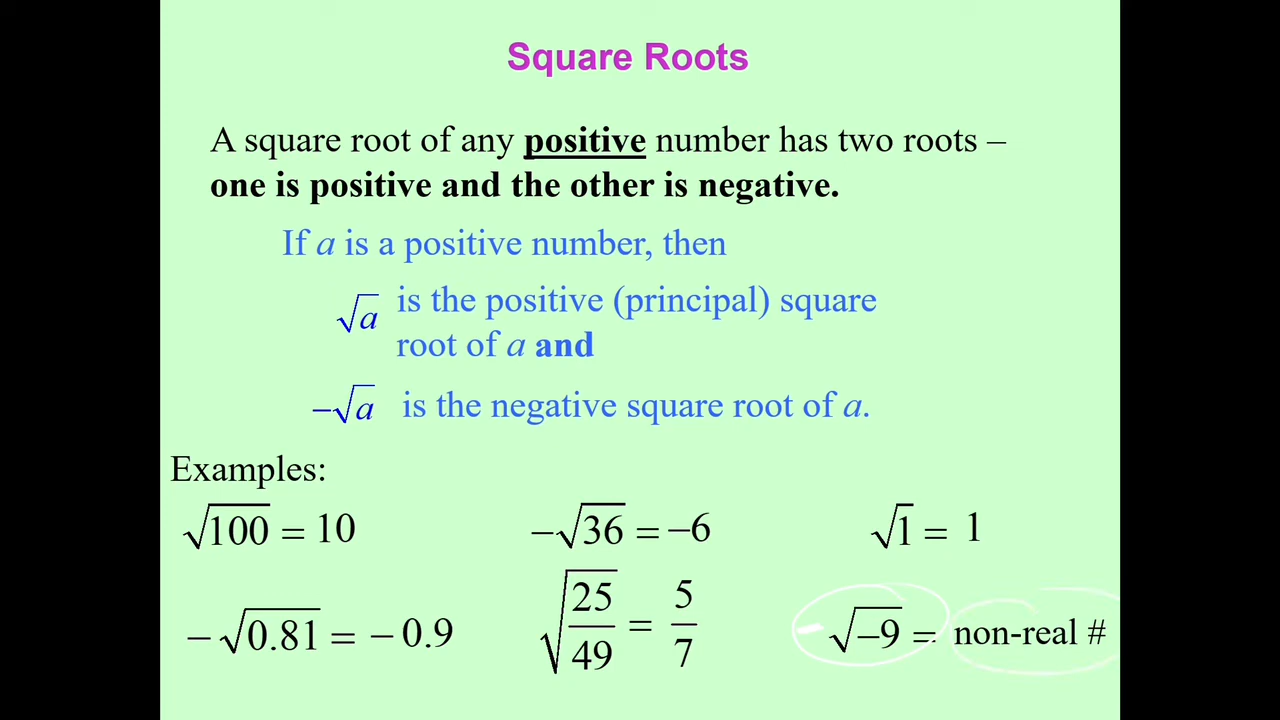 Square Roots
A square root of any positive number has two roots –
one is positive and the other is negative.
If a is a positive number, then
√a is the positive (principal) square
root of a and
−√a is the negative square root of a.
Examples:
√100 = 10 −√36 = −6 √1 = 1
−√0.81 = −0.9 √(25/49) = 5/7 √−9 = non-real #